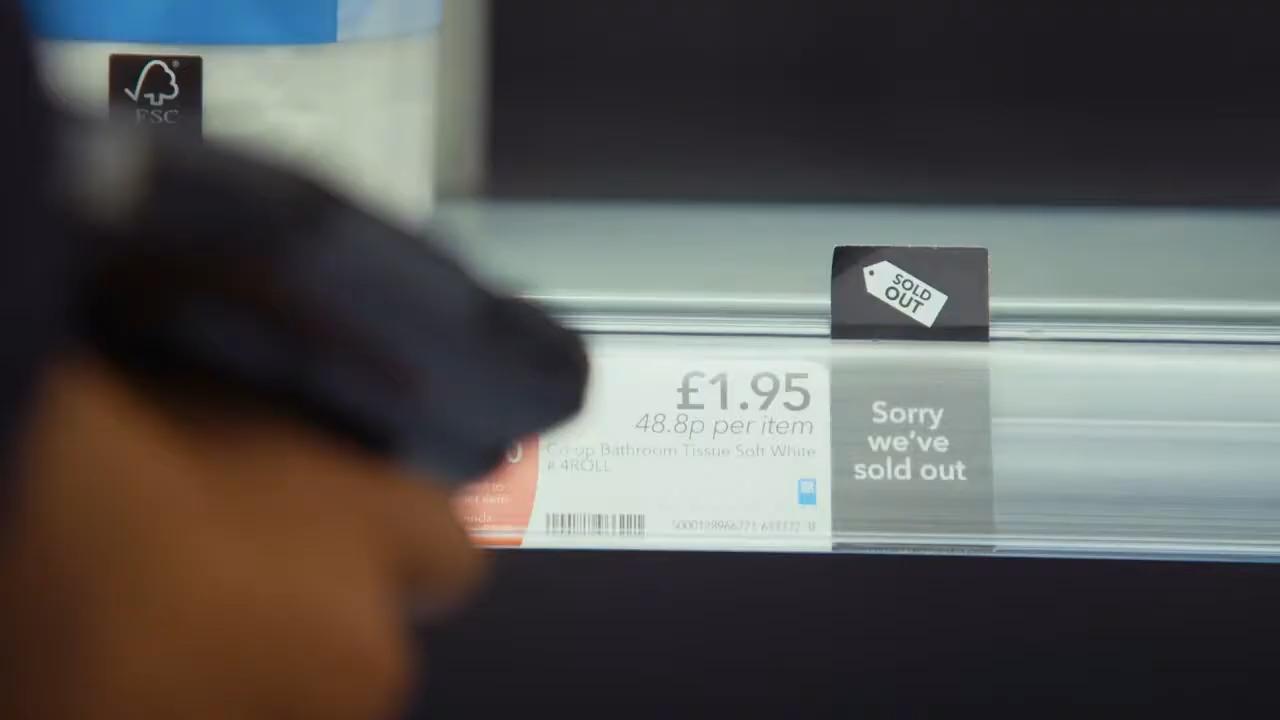 FSC
SOLD
OUT
£1.95
48.8p per item
Co-op Bathroom Tissue Soft White
4ROLL
Sorry
we've
sold out